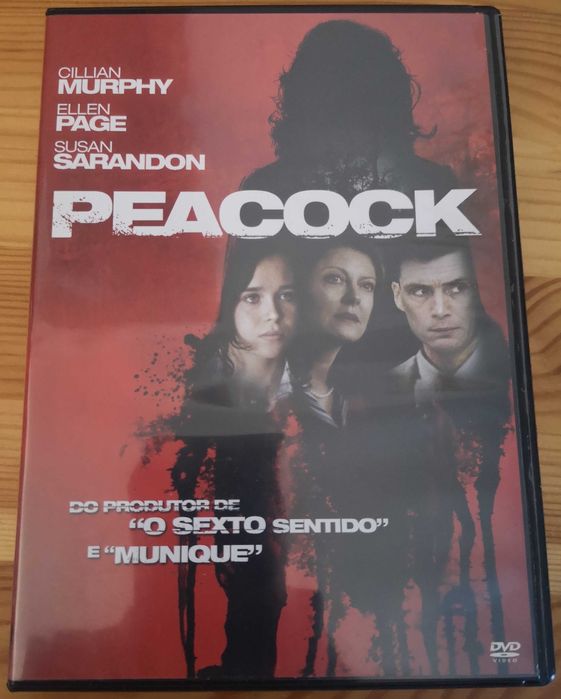 CILLIAN
MURPHY
ELLEN
PAGE
SUSAN
SARANDON
PEACOCK
DO PRODUTOR DE
“O SEXTO SENTIDO”
E “MUNIQUE”
DVD
VIDEO